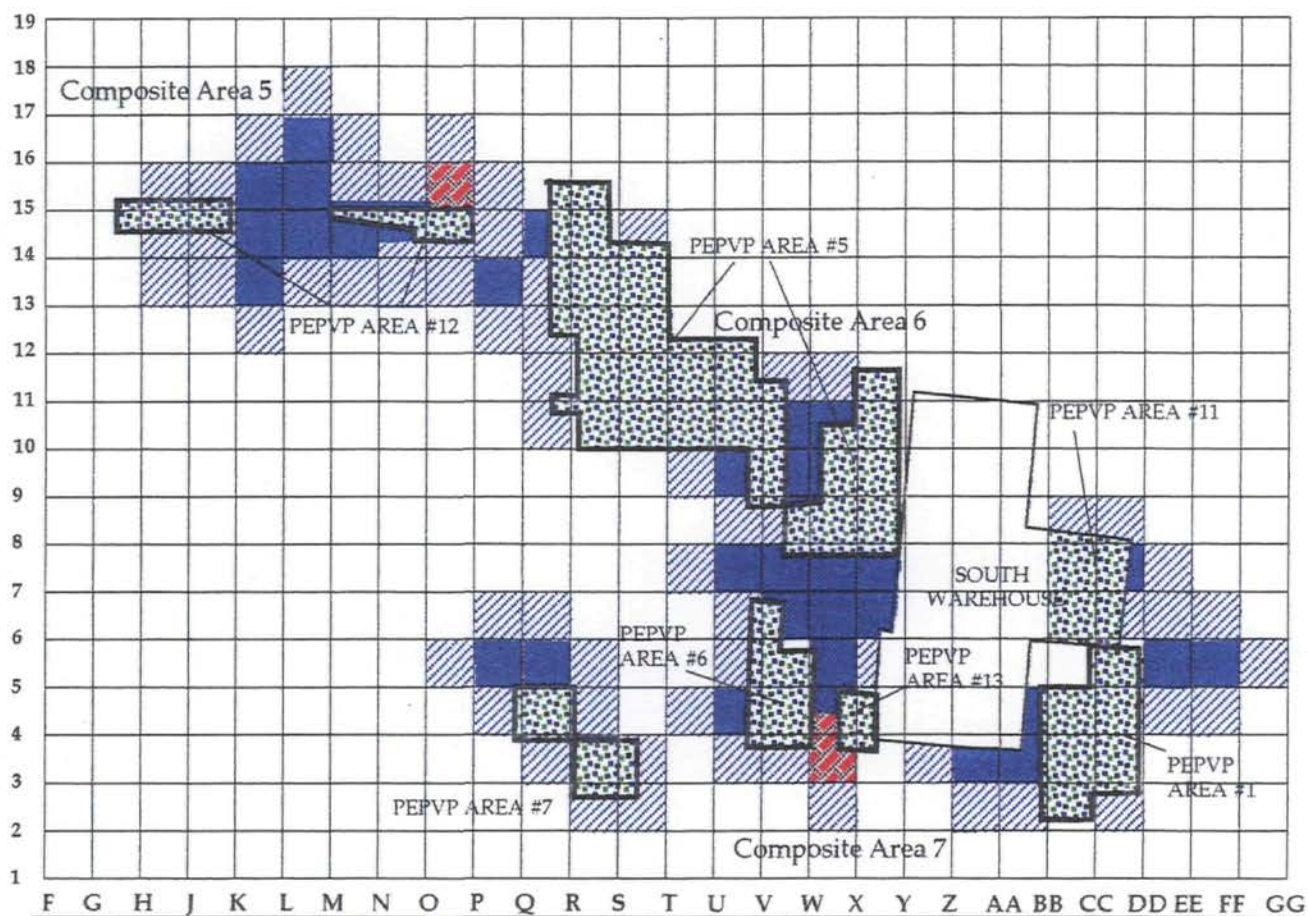 19
18
Composite Area 5
17
16
15
14
PEPVP AREA #5
13
PEPVP AREA #12
Composite Area 6
12
11
PEPVP AREA #11
10
9
8
SOUTH
WAREHOUSE
7
6
PEPVP
AREA #6
PEPVP
AREA #13
5
4
3
PEPVP
AREA #1
PEPVP AREA #7
2
Composite Area 7
1
F G H J K L M N O P Q R S T U V W X Y Z AA BB CC DD EE FF GG